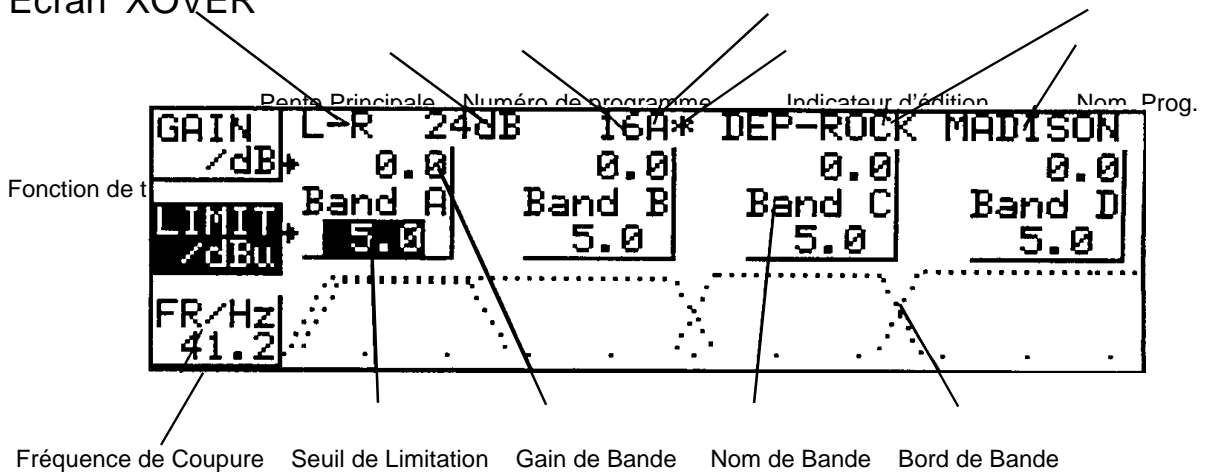 Ecran XOVER
Pente Principale Numéro de programme Indicateur d'édition Nom Prog.
GAIN L-R 24dB 16A* DEP-ROCK MADISON
/dB 0.0 0.0 0.0 0.0
Fonction de t
Band A Band B Band C Band D
LIMIT 5.0 5.0 5.0 5.0
/dBu
FR/Hz
41.2
Fréquence de Coupure Seuil de Limitation Gain de Bande Nom de Bande Bord de Bande